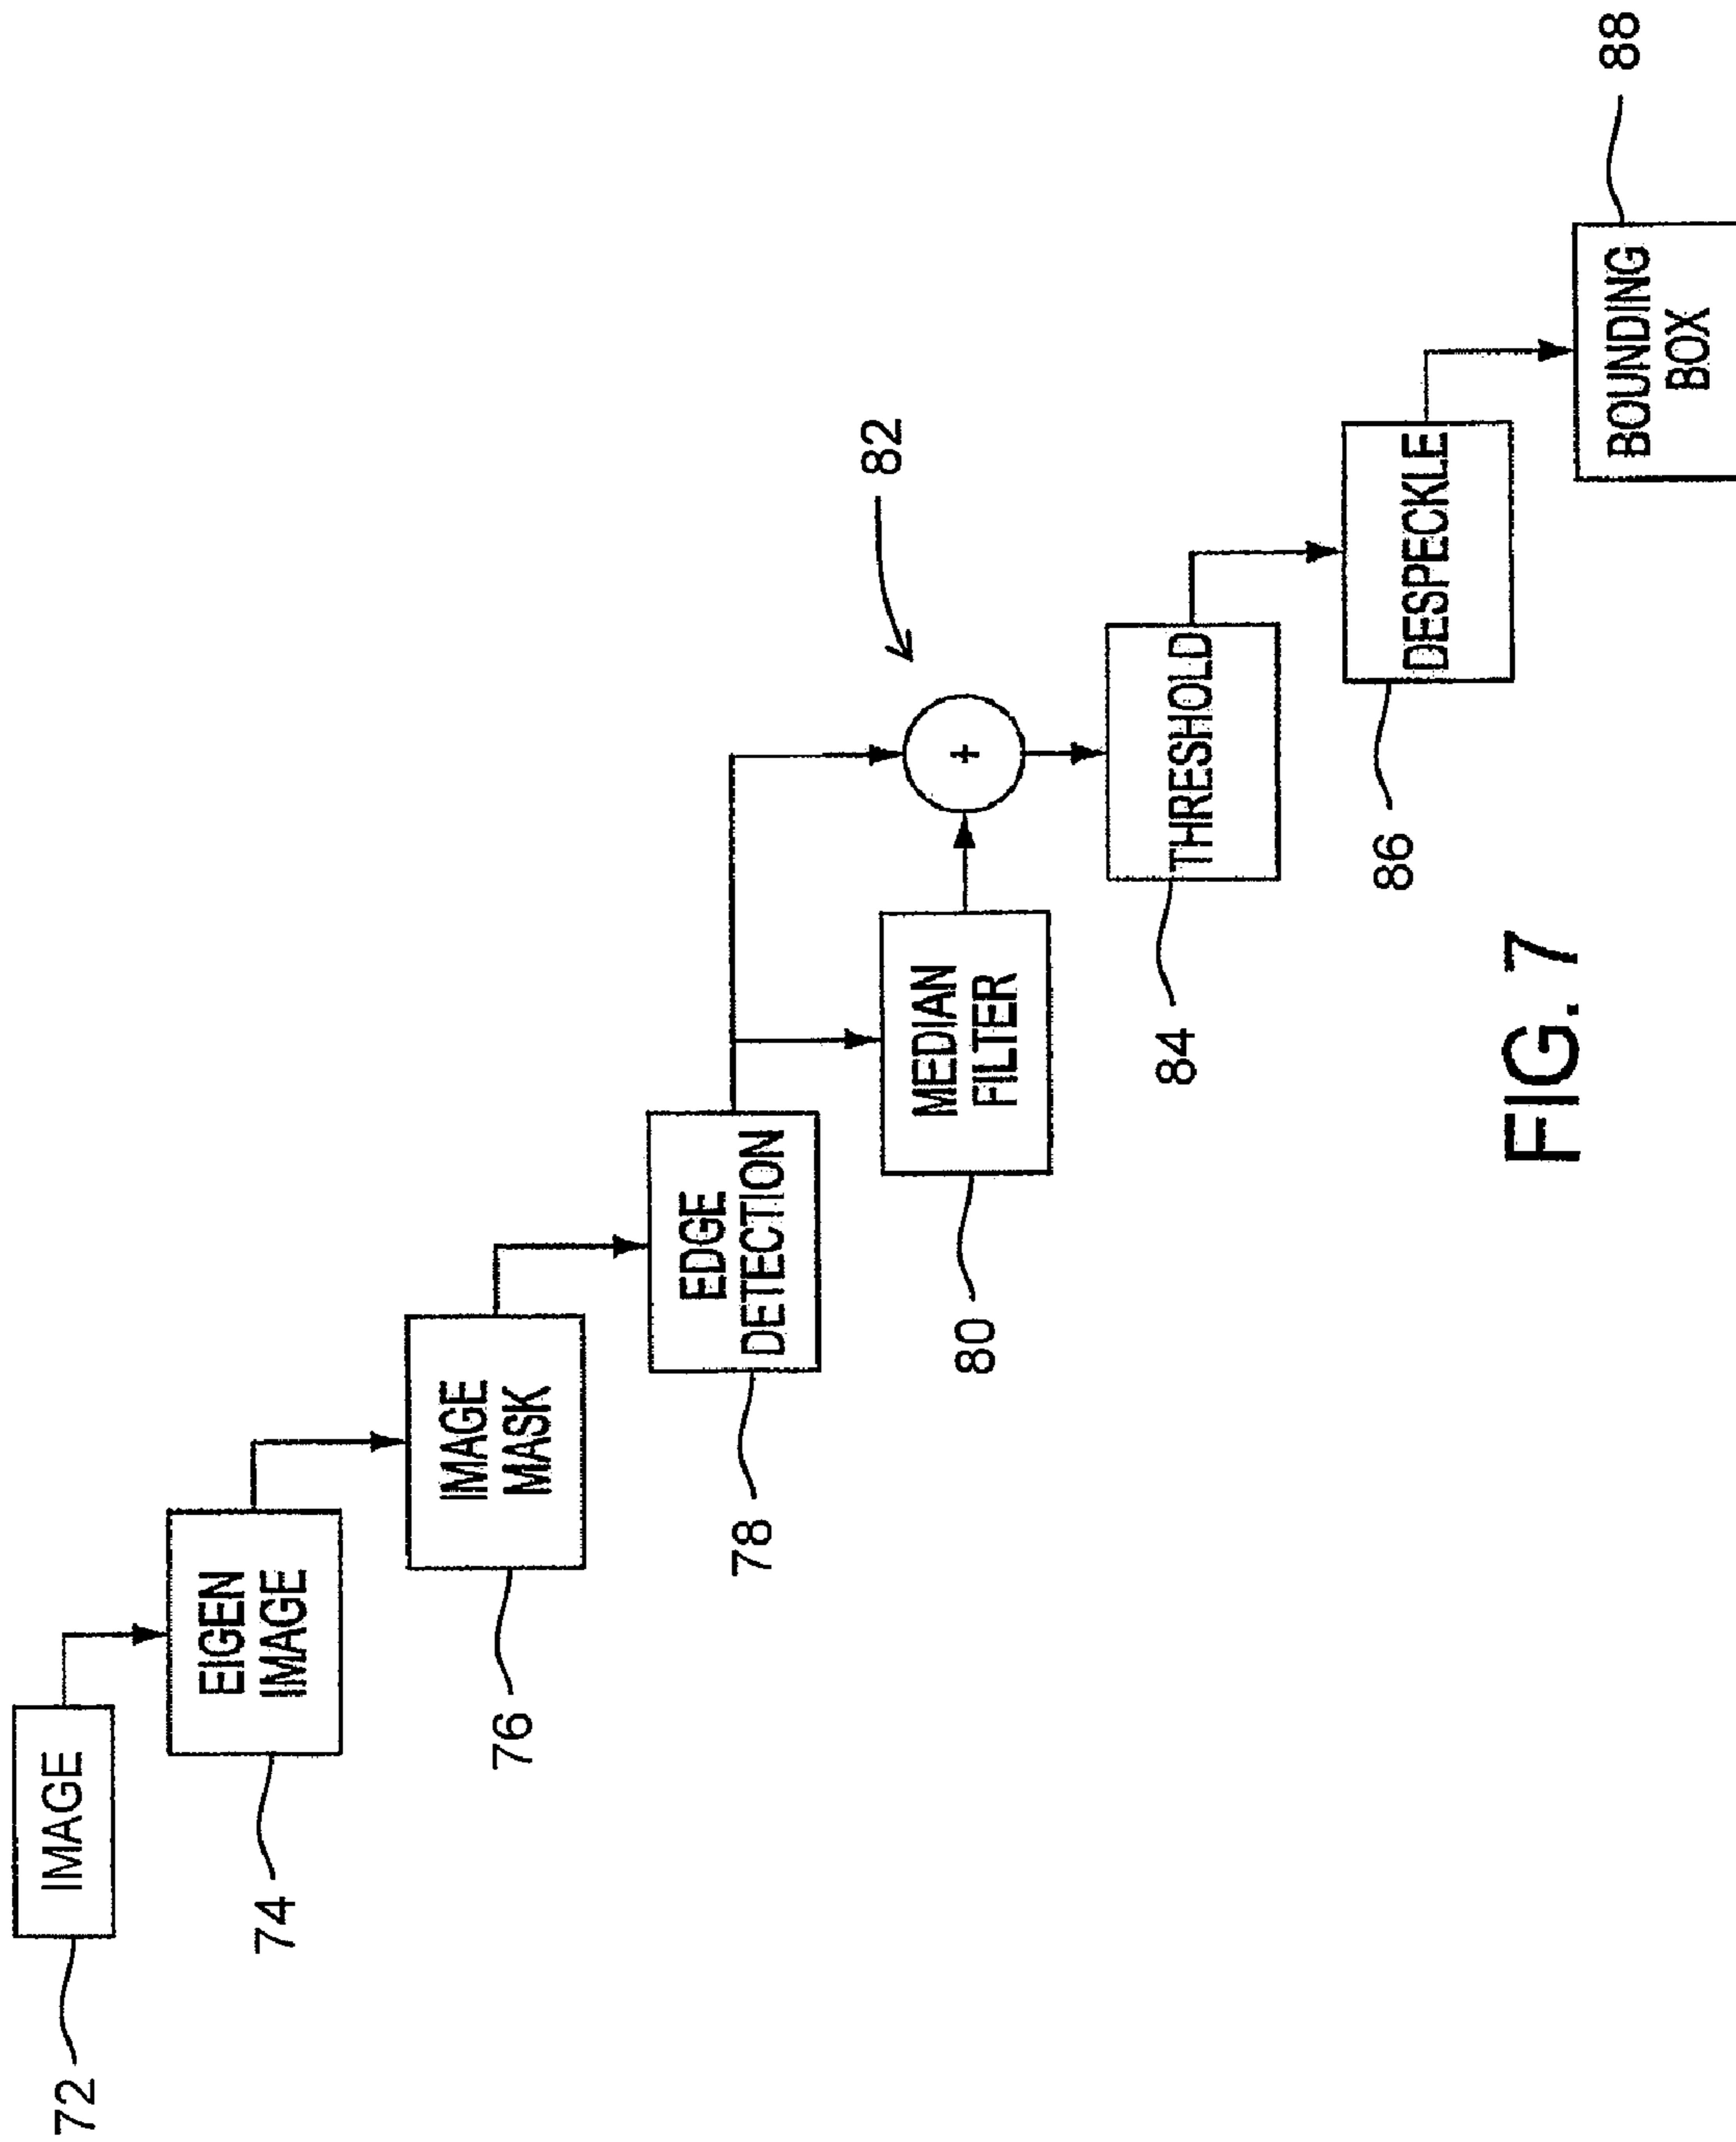 72
IMAGE
74
EIGEN
IMAGE
76
IMAGE
MASK
78
EDGE
DETECTION
80
MEDIAN
FILTER
82
+
84
THRESHOLD
86
DESPECKLE
88
BOUNDING
BOX
FIG. 7